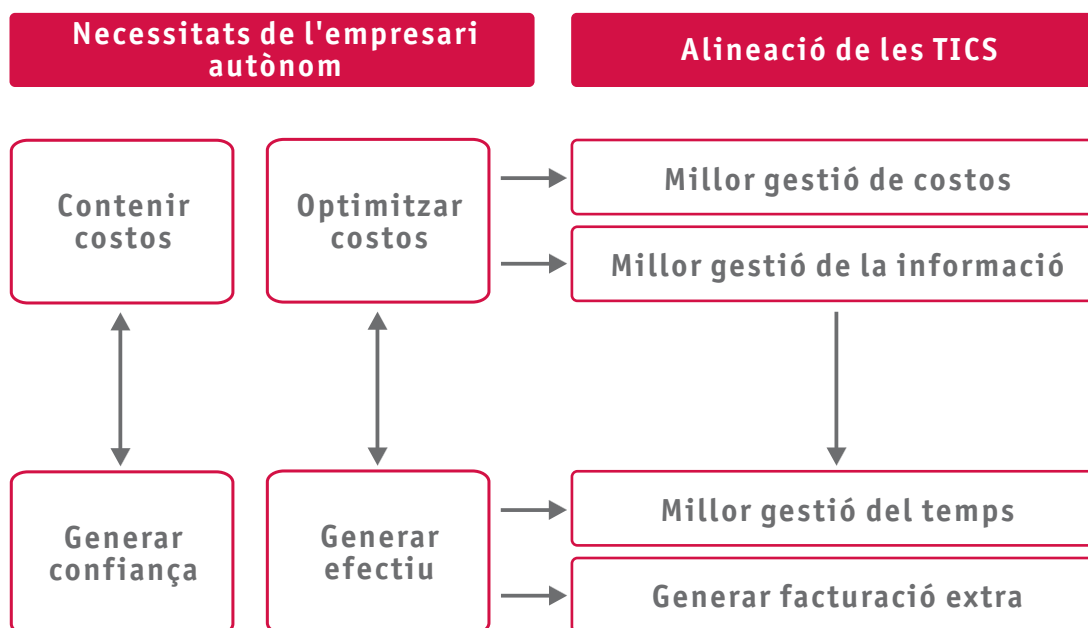 Necessitats de l'empresari
autònom
Alineació de les TICS
Contenir
costos
Optimitzar
costos
Millor gestió de costos
Millor gestió de la informació
Generar
confiança
Generar
efectiu
Millor gestió del temps
Generar facturació extra